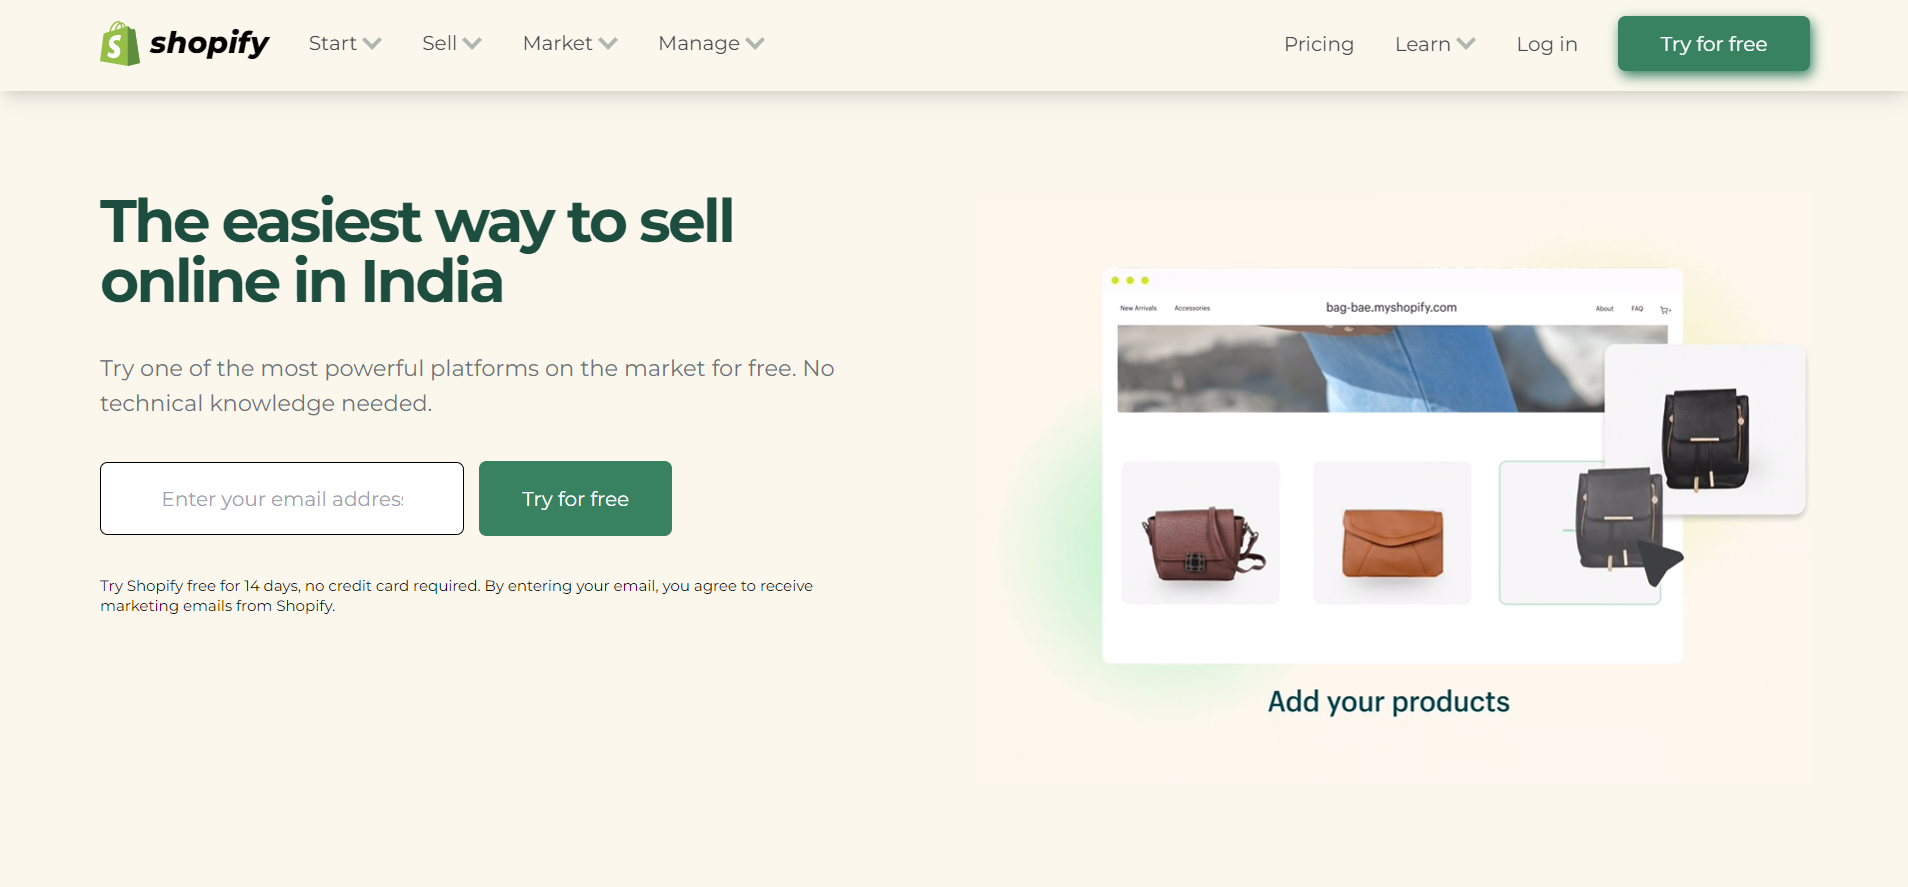 shopify
Start
Sell
Market
Manage
Pricing
Learn
Log in
Try for free
The easiest way to sell
online in India
Try one of the most powerful platforms on the market for free. No
technical knowledge needed.
Enter your email address
Try for free
Try Shopify free for 14 days, no credit card required. By entering your email, you agree to receive
marketing emails from Shopify.
New Arrivals
Accessories
bag-bae.myshopify.com
About
FAQ
Add your products